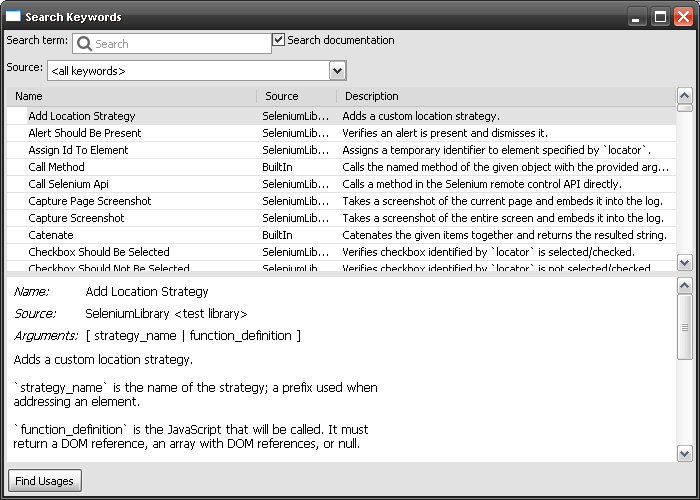 Search Keywords
Search term: Search Search documentation
Source: <all keywords>
Name Source Description
Add Location Strategy SeleniumLib... Adds a custom location strategy.
Alert Should Be Present SeleniumLib... Verifies an alert is present and dismisses it.
Assign Id To Element SeleniumLib... Assigns a temporary identifier to element specified by `locator`.
Call Method BuiltIn Calls the named method of the given object with the provided arg...
Call Selenium Api SeleniumLib... Calls a method in the Selenium remote control API directly.
Capture Page Screenshot SeleniumLib... Takes a screenshot of the current page and embeds it into the log.
Capture Screenshot SeleniumLib... Takes a screenshot of the entire screen and embeds it into the log.
Catenate BuiltIn Catenates the given items together and returns the resulted string.
Checkbox Should Be Selected SeleniumLib... Verifies checkbox identified by `locator` is selected/checked.
Checkbox Should Not Be Selected SeleniumLib... Verifies checkbox identified by `locator` is not selected/checked.
Name: Add Location Strategy
Source: SeleniumLibrary <test library>
Arguments: [ strategy_name | function_definition ]
Adds a custom location strategy.
`strategy_name` is the name of the strategy; a prefix used when
addressing an element.
`function_definition` is the JavaScript that will be called. It must
return a DOM reference, an array with DOM references, or null.
Find Usages